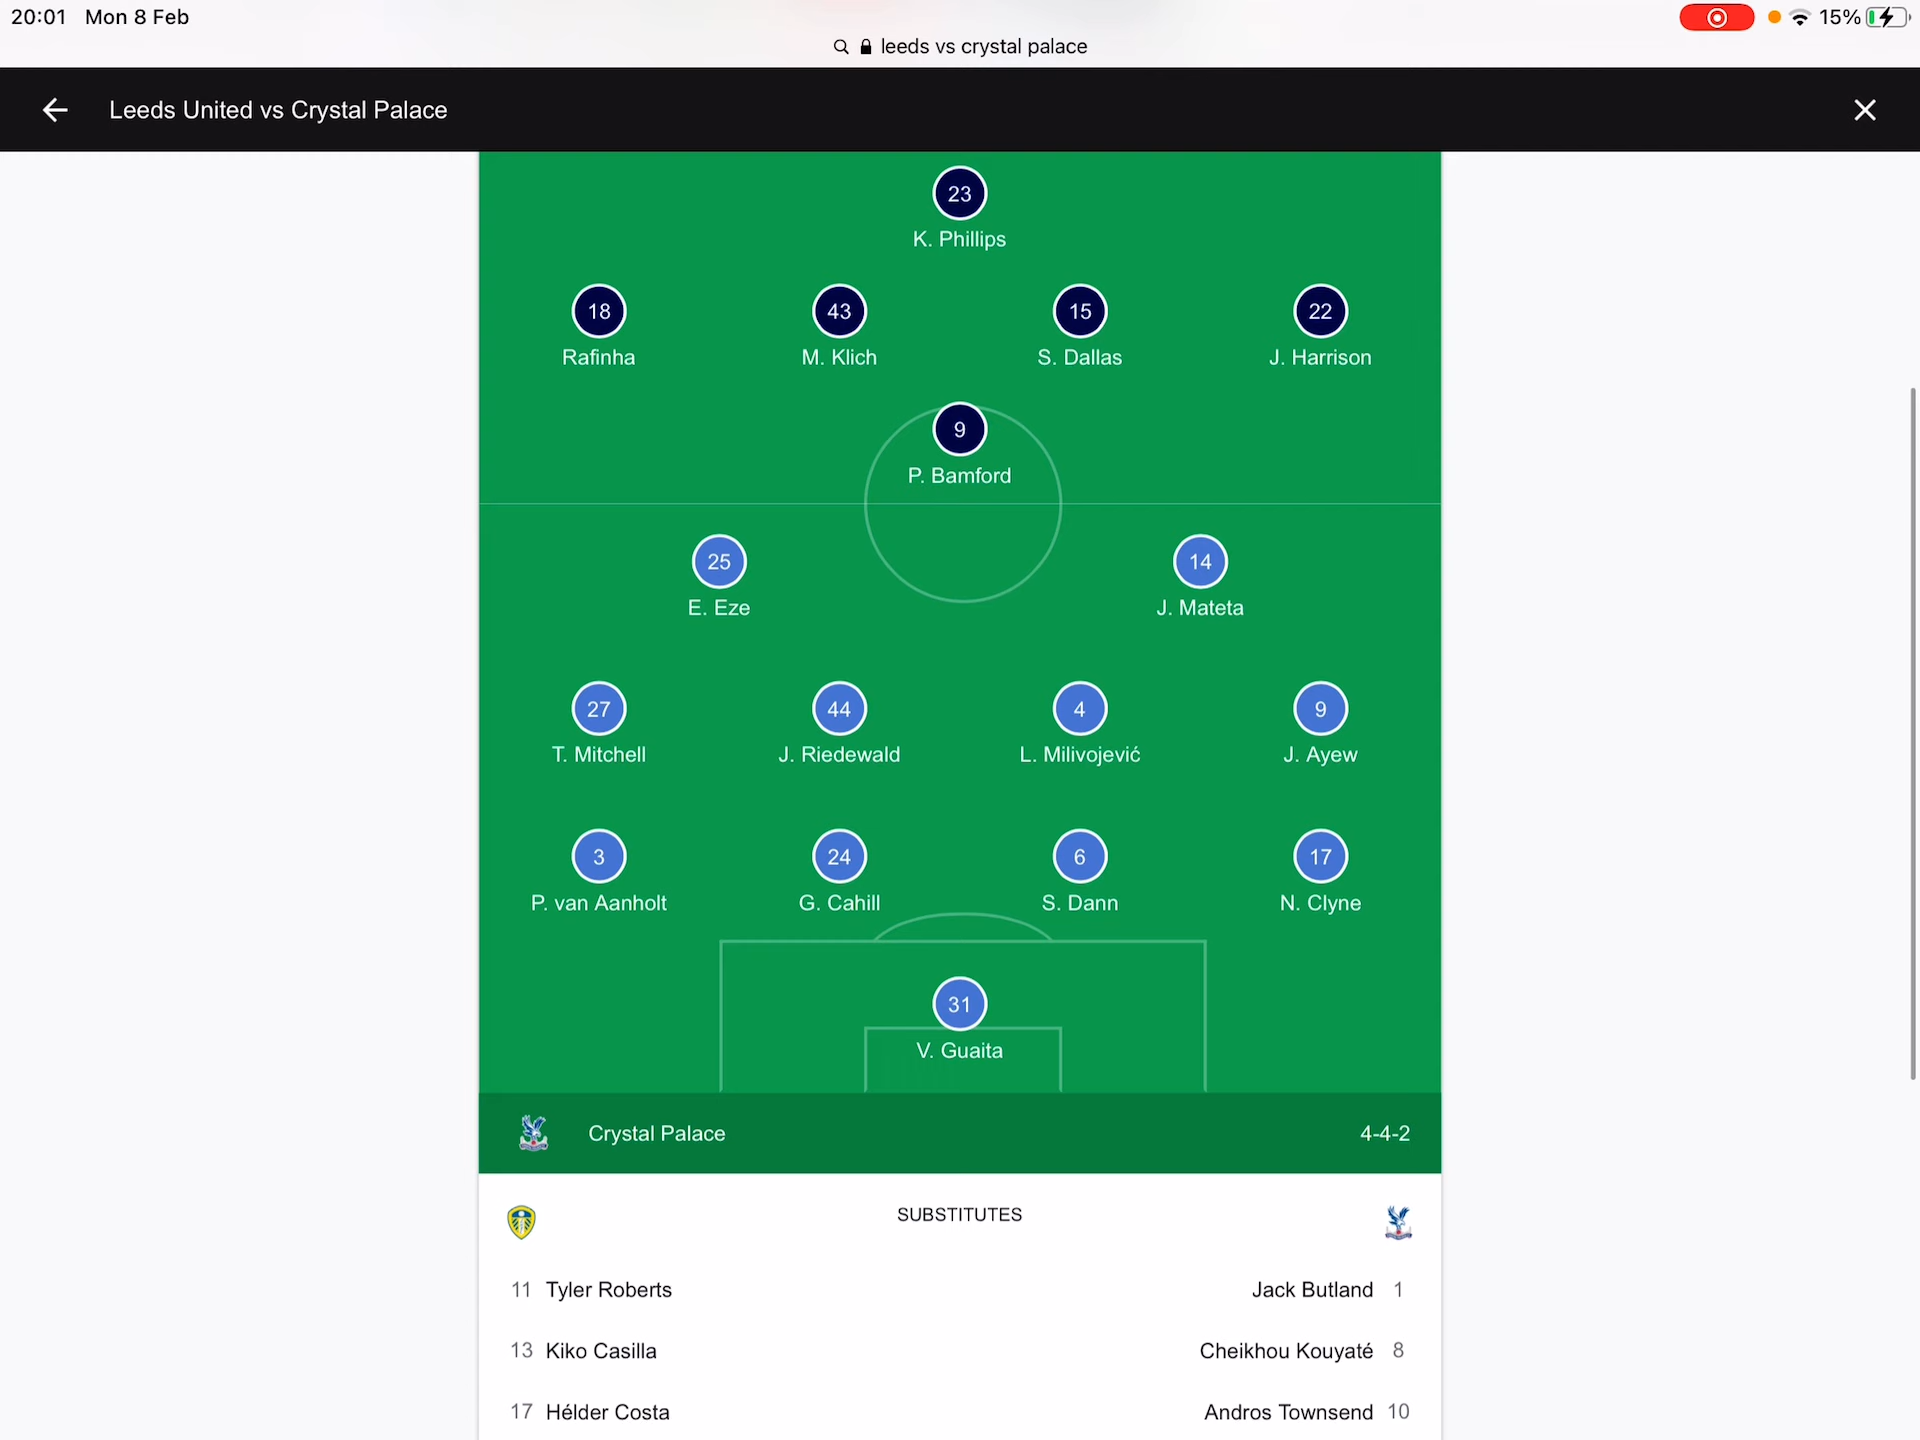 20:01 Mon 8 Feb
15%
leeds vs crystal palace
Leeds United vs Crystal Palace
23
K. Phillips
18 43 15 22
Rafinha M. Klich S. Dallas J. Harrison
9
P. Bamford
25 14
E. Eze J. Mateta
27 44 4 9
T. Mitchell J. Riedewald L. Milivojević J. Ayew
3 24 6 17
P. van Aanholt G. Cahill S. Dann N. Clyne
31
V. Guaita
Crystal Palace 4-4-2
SUBSTITUTES
11 Tyler Roberts Jack Butland 1
13 Kiko Casilla Cheikhou Kouyaté 8
17 Hélder Costa Andros Townsend 10